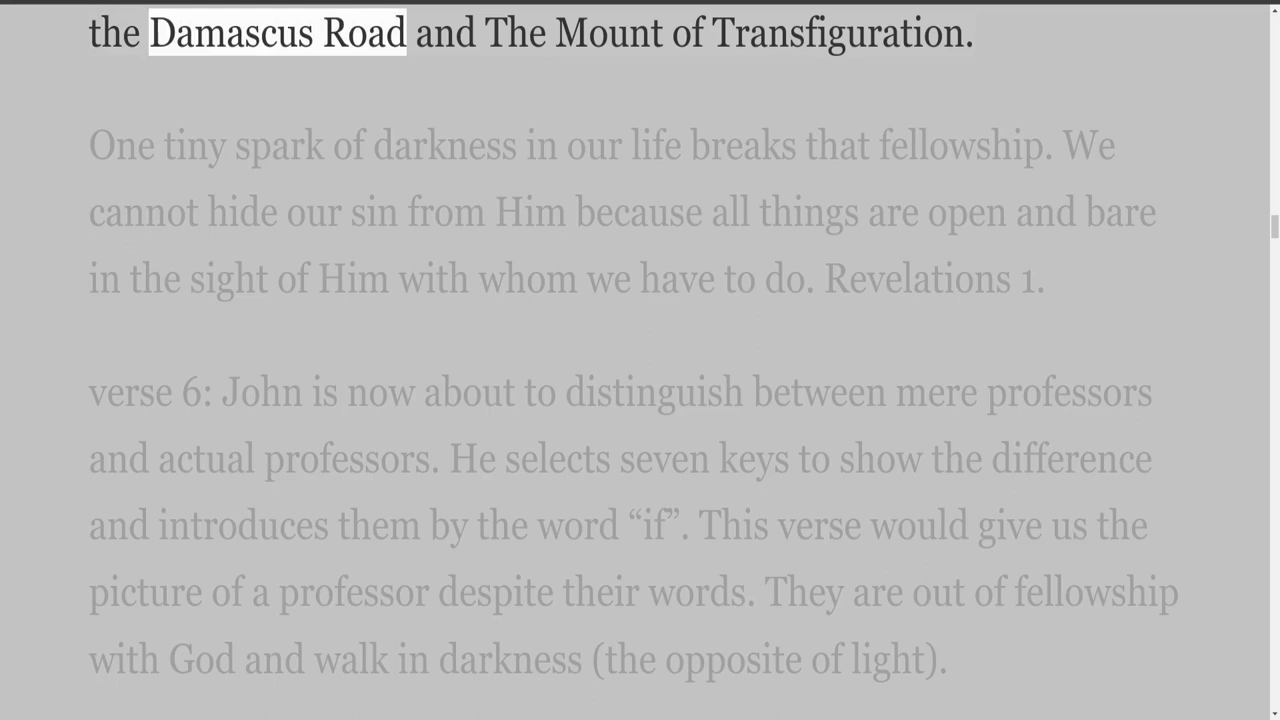 the Damascus Road and The Mount of Transfiguration.
One tiny spark of darkness in our life breaks that fellowship. We
cannot hide our sin from Him because all things are open and bare
in the sight of Him with whom we have to do. Revelations 1.
verse 6: John is now about to distinguish between mere professors
and actual professors. He selects seven keys to show the difference
and introduces them by the word “if”. This verse would give us the
picture of a professor despite their words. They are out of fellowship
with God and walk in darkness (the opposite of light).